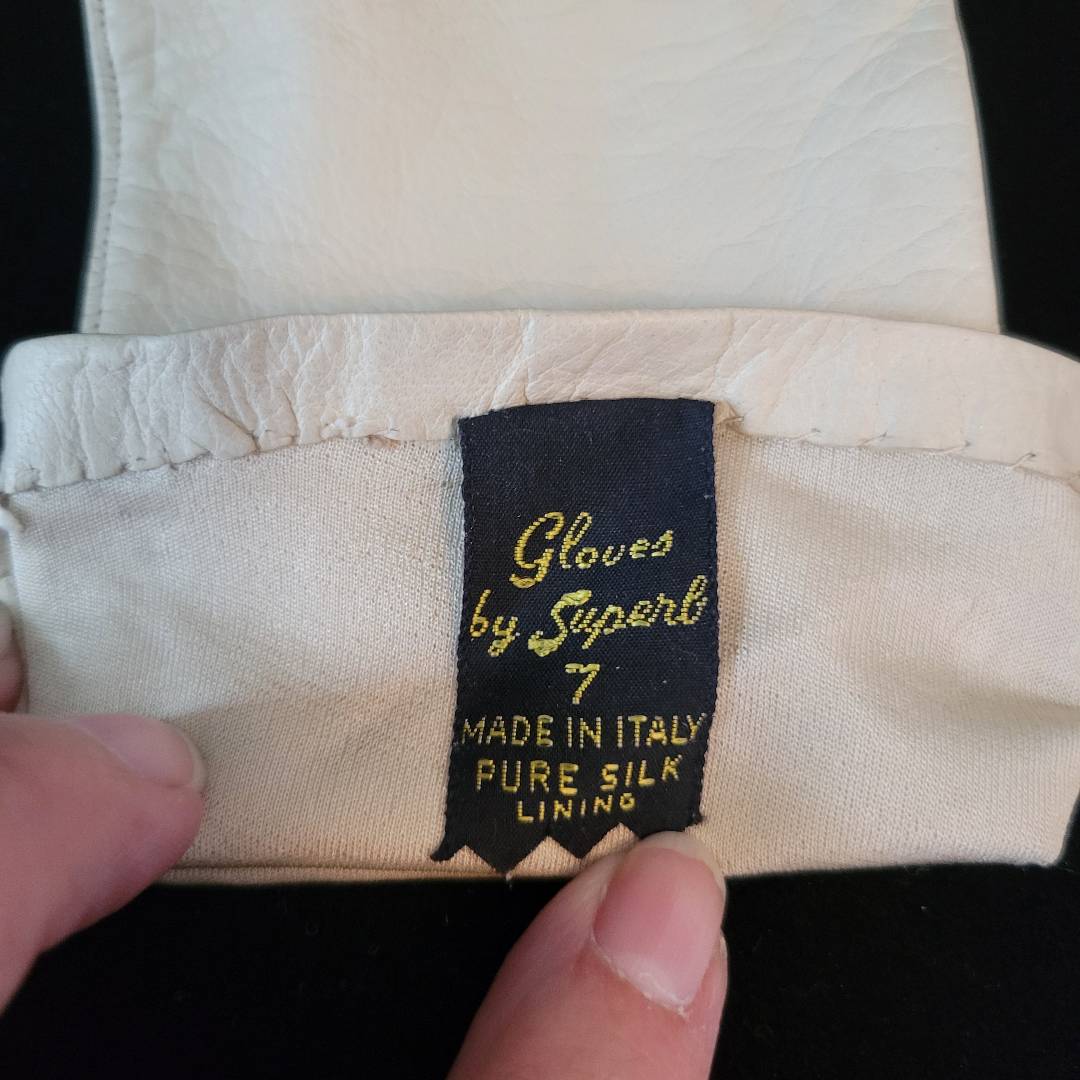 Gloves
by Superb
7
MADE IN ITALY
PURE SILK
LINING